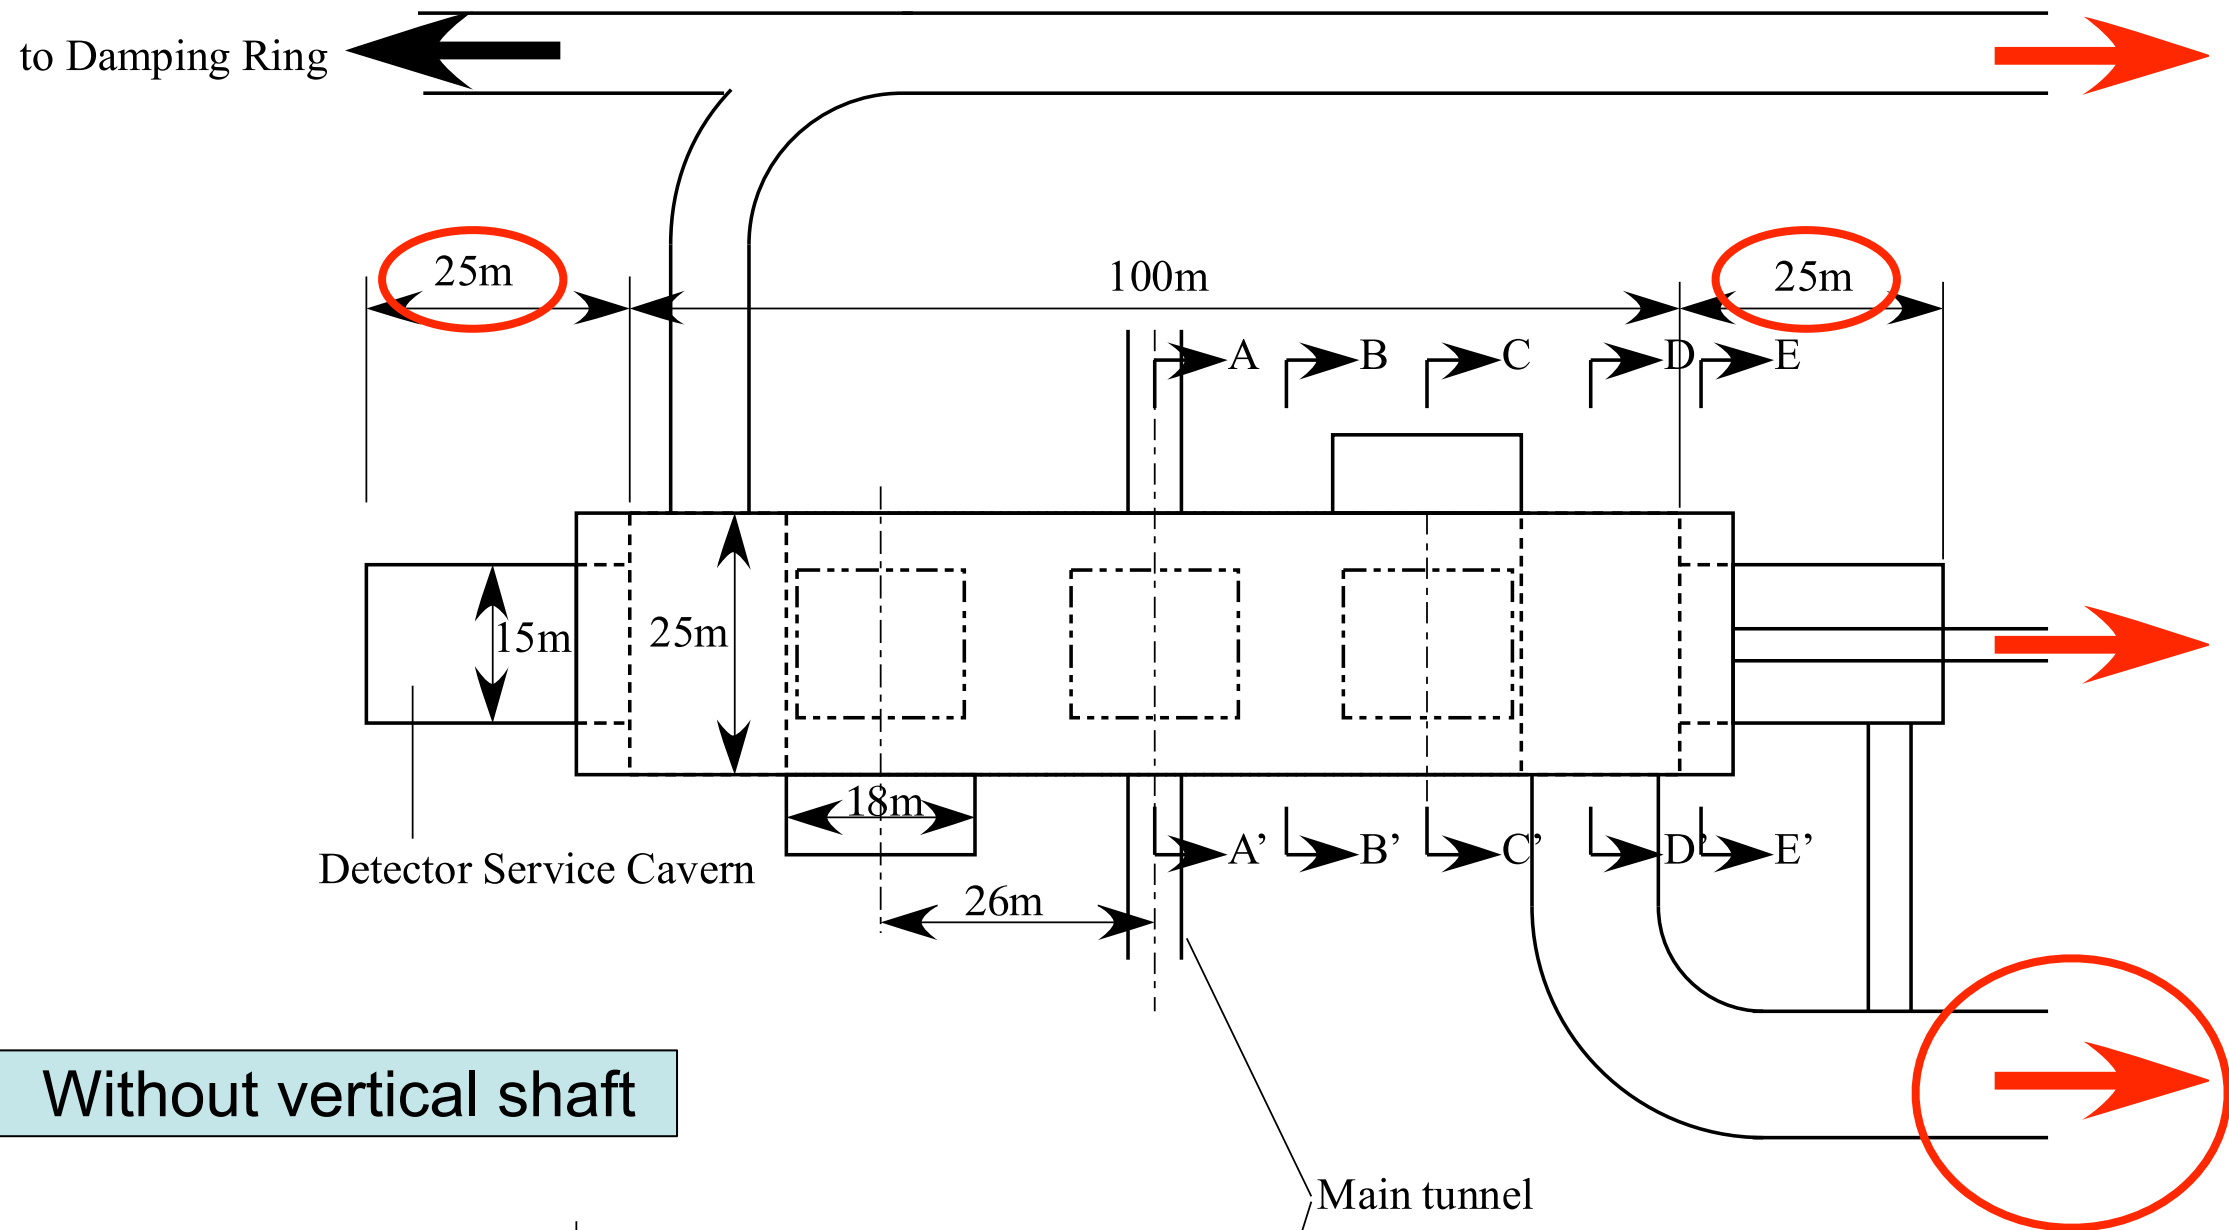 to Damping Ring
25m
100m
25m
A
B
C
D
E
15m
25m
18m
A’
B’
C’
D’
E’
Detector Service Cavern
26m
Without vertical shaft
Main tunnel